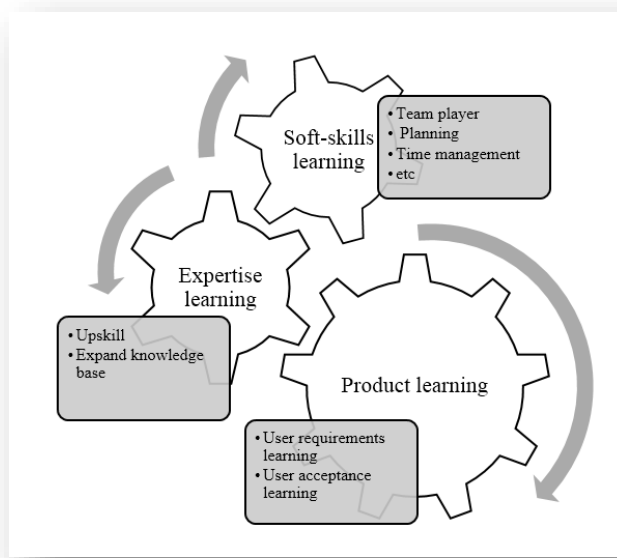 Soft-skills
learning
• Team player
• Planning
• Time management
• etc
Expertise
learning
• Upskill
• Expand knowledge
base
Product learning
• User requirements
learning
• User acceptance
learning